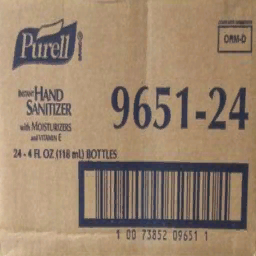 Purell
ORM-D
INSTANT HAND
SANITIZER
with MOISTURIZERS
and VITAMIN E
9651-24
24 - 4 FL OZ (118 mL) BOTTLES
1 00 73852 09651 1